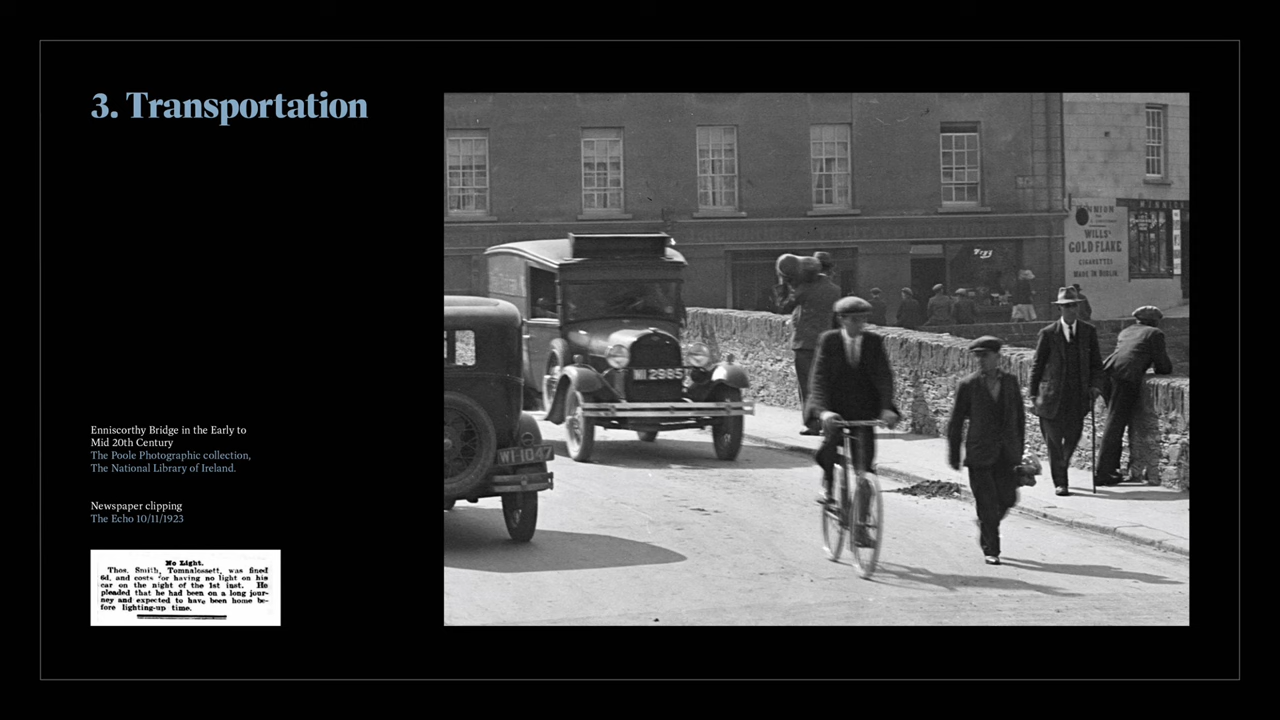 3. Transportation
Enniscorthy Bridge in the Early to
Mid 20th Century
The Poole Photographic collection,
The National Library of Ireland.
Newspaper clipping
The Echo 10/11/1923
No Light.
Thos. Smith, Tomnalossett, was fined
6d. and costs for having no light on his
car on the night of the 1st inst. He
pleaded that he had been on a long jour-
ney and expected to have been home be-
fore lighting-up time.
WI 2985
WI·1047
WILLS'
GOLD FLAKE
CIGARETTES
MADE IN DUBLIN